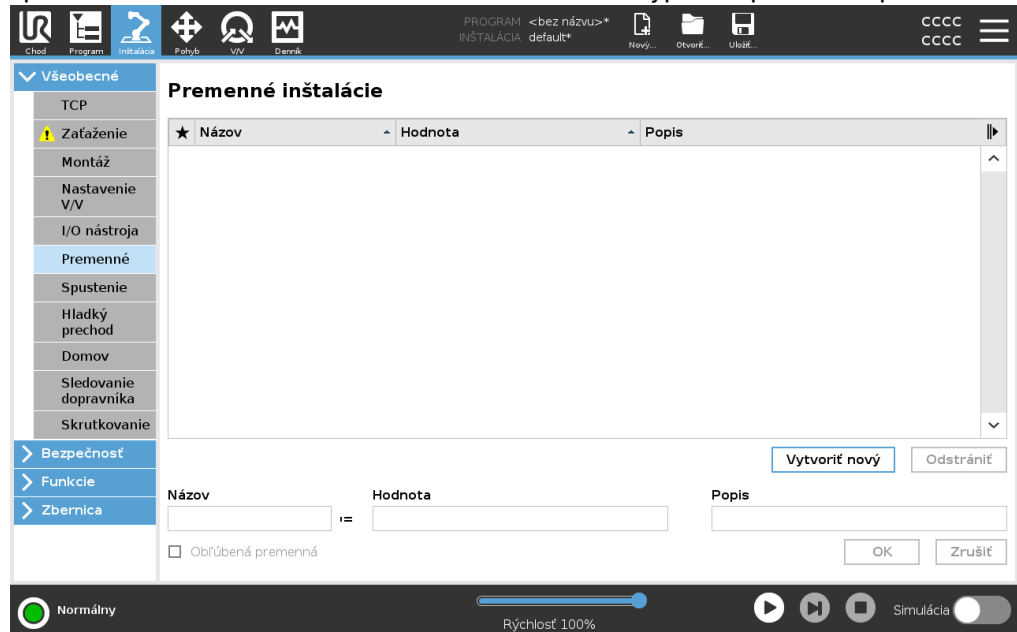 PROGRAM <bez názvu>*
INŠTALÁCIA default*
Chod Program Inštalácia Pohyb V/V Denník Nový... Otvoriť... Uložiť...
CCCC
CCCC
Všeobecné
TCP
Zaťaženie
Montáž
Nastavenie
V/V
I/O nástroja
Premenné
Spustenie
Hladký
prechod
Domov
Sledovanie
dopravníka
Skrutkovanie
Bezpečnosť
Funkcie
Zbernica
Premenné inštalácie
Názov Hodnota Popis
Vytvoriť nový Odstrániť
Názov Hodnota Popis
:=
Obľúbená premenná OK Zrušiť
Normálny Rýchlosť 100% Simulácia